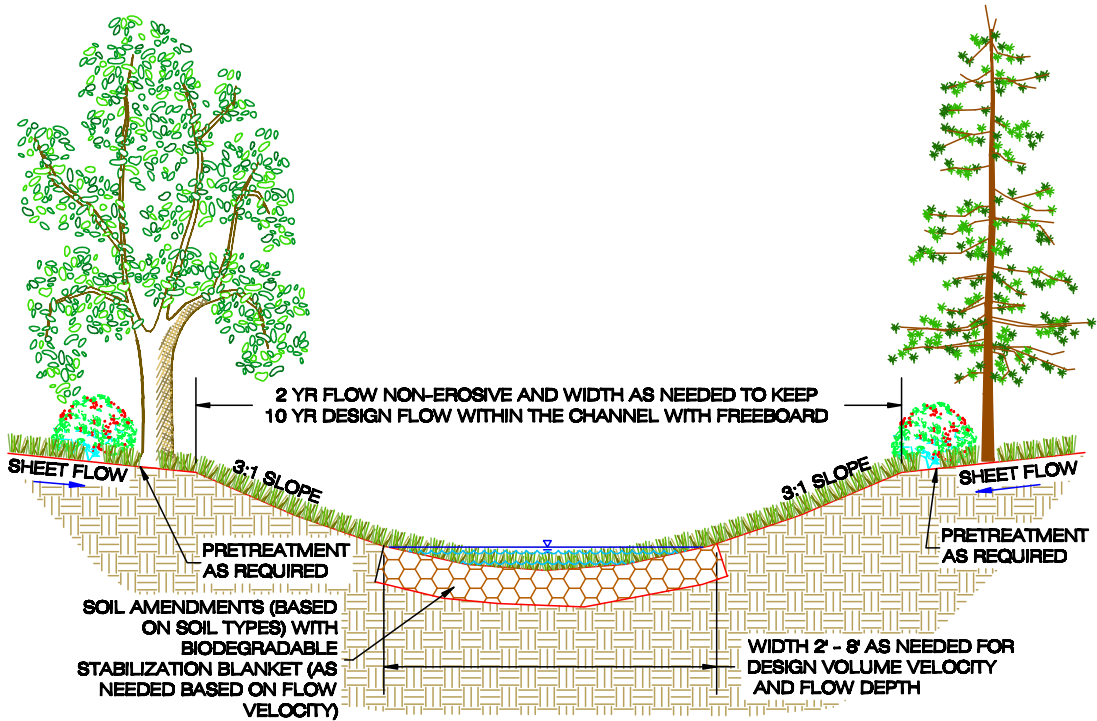 2 YR FLOW NON-EROSIVE AND WIDTH AS NEEDED TO KEEP
10 YR DESIGN FLOW WITHIN THE CHANNEL WITH FREEBOARD
SHEET FLOW
3:1 SLOPE
3:1 SLOPE
SHEET FLOW
PRETREATMENT
AS REQUIRED
PRETREATMENT
AS REQUIRED
SOIL AMENDMENTS (BASED
ON SOIL TYPES) WITH
BIODEGRADABLE
STABILIZATION BLANKET (AS
NEEDED BASED ON FLOW
VELOCITY)
WIDTH 2' - 8' AS NEEDED FOR
DESIGN VOLUME VELOCITY
AND FLOW DEPTH